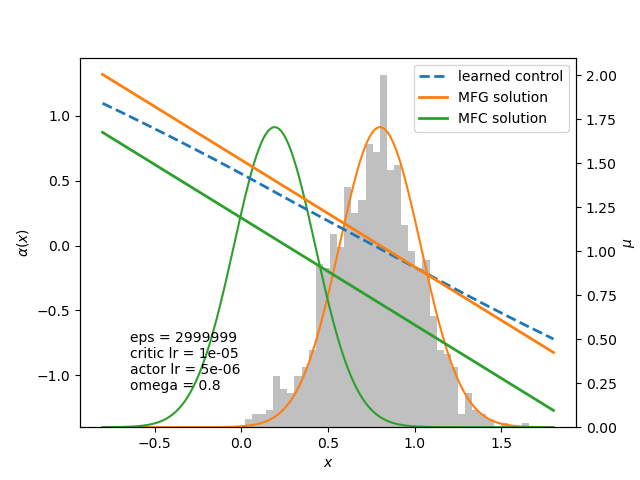 learned control
MFG solution
MFC solution
2.00
1.75
1.50
1.25
1.00
0.75
0.50
0.25
0.00
μ
1.0
0.5
0.0
−0.5
−1.0
α(x)
eps = 2999999
critic lr = 1e-05
actor lr = 5e-06
omega = 0.8
−0.5
0.0
0.5
1.0
1.5
x